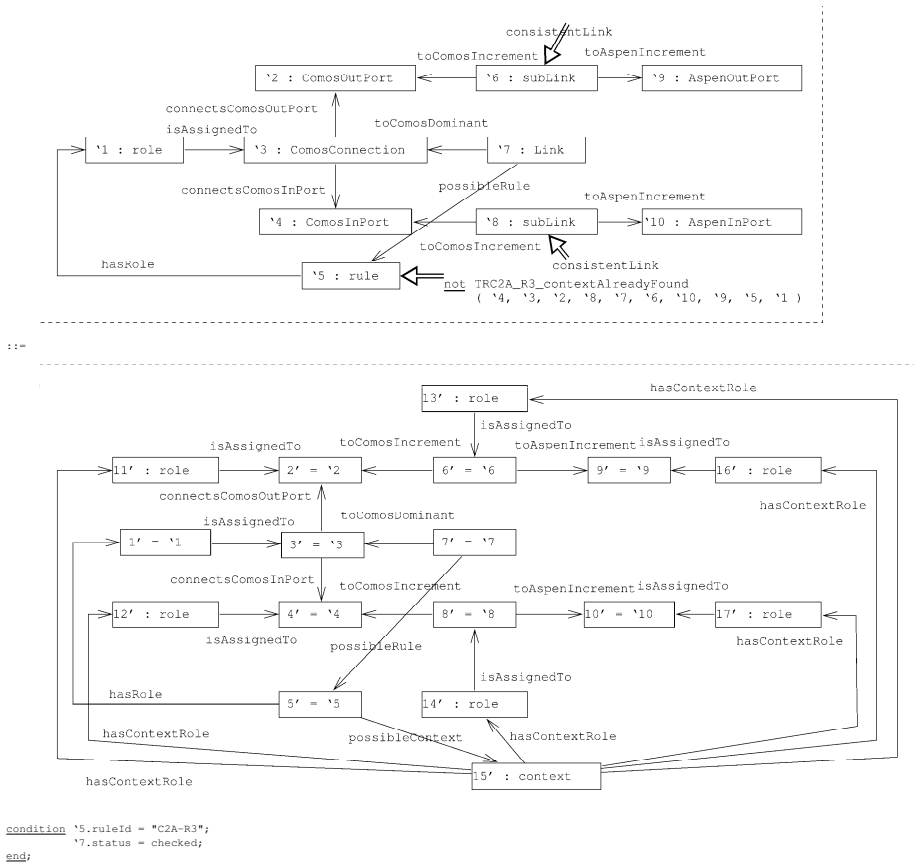 consistentLink
toComosIncrement toAspenIncrement
`2 : ComosOutPort `6 : subLink `9 : AspenOutPort
connectsComosOutPort
isAssignedTo toComosDominant
`1 : role `3 : ComosConnection `7 : Link
connectsComosInPort possibleRule
toAspenIncrement
`4 : ComosInPort `8 : subLink `10 : AspenInPort
toComosIncrement
hasRole consistentLink
`5 : rule
not TRC2A_R3_contextAlreadyFound
( `4, `3, `2, `8, `7, `6, `10, `9, `5, `1 )
::=
hasContextRole
13' : role
isAssignedTo
isAssignedTo toComosIncrement toAspenIncrement isAssignedTo
11' : role 2' = `2 6' = `6 9' = `9 16' : role
connectsComosOutPort hasContextRole
isAssignedTo toComosDominant
1' = `1 3' = `3 7' = `7
connectsComosInPort toComosIncrement toAspenIncrement isAssignedTo
12' : role 4' = `4 8' = `8 10' = `10 17' : role
isAssignedTo possibleRule hasContextRole
isAssignedTo
hasRole 5' = `5 14' : role
hasContextRole possibleContext hasContextRole
15' : context
hasContextRole
condition `5.ruleId = "C2A-R3";
`7.status = checked;
end;